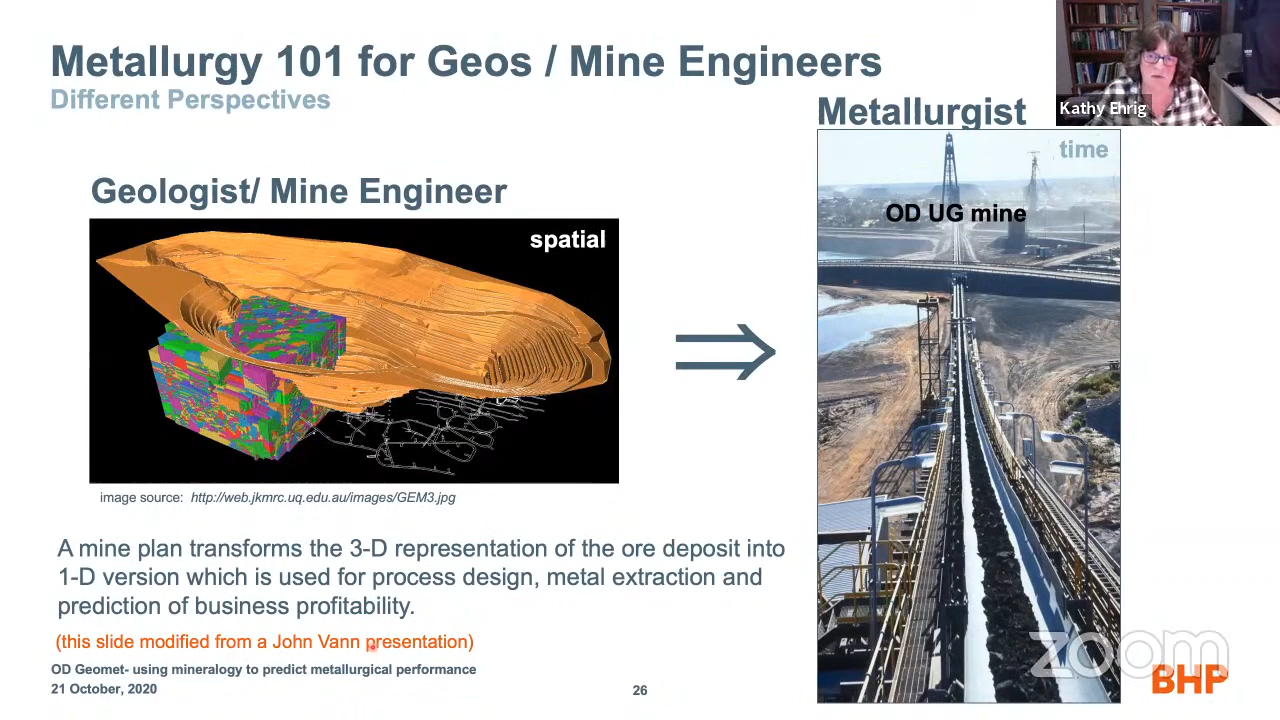 Metallurgy 101 for Geos / Mine Engineers
Different Perspectives
Kathy Ehrig
Metallurgist
time
OD UG mine
Geologist/ Mine Engineer
spatial
image source: http://web.jkmrc.uq.edu.au/images/GEM3.jpg
A mine plan transforms the 3-D representation of the ore deposit into
1-D version which is used for process design, metal extraction and
prediction of business profitability.
(this slide modified from a John Vann presentation)
OD Geomet- using mineralogy to predict metallurgical performance
21 October, 2020
26
zoom
BHP